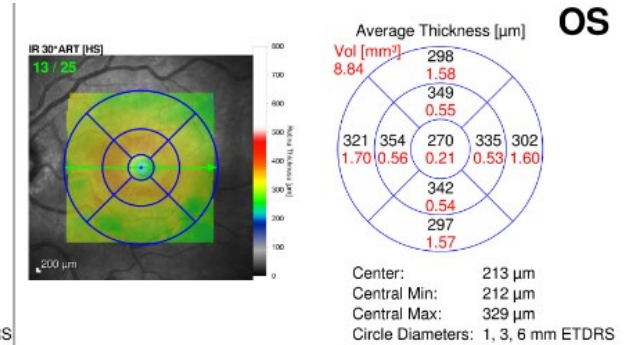 OS
IR 30°ART [HS]
13 / 25
800
700
600
500
400
300
200
100
0
Retina Thickness [µm]
200 µm
Average Thickness [µm]
Vol [mm³]
8.84
298
1.58
349
0.55
321 354 270 335 302
1.70 0.56 0.21 0.53 1.60
342
0.54
297
1.57
Center: 213 µm
Central Min: 212 µm
Central Max: 329 µm
Circle Diameters: 1, 3, 6 mm ETDRS
RS